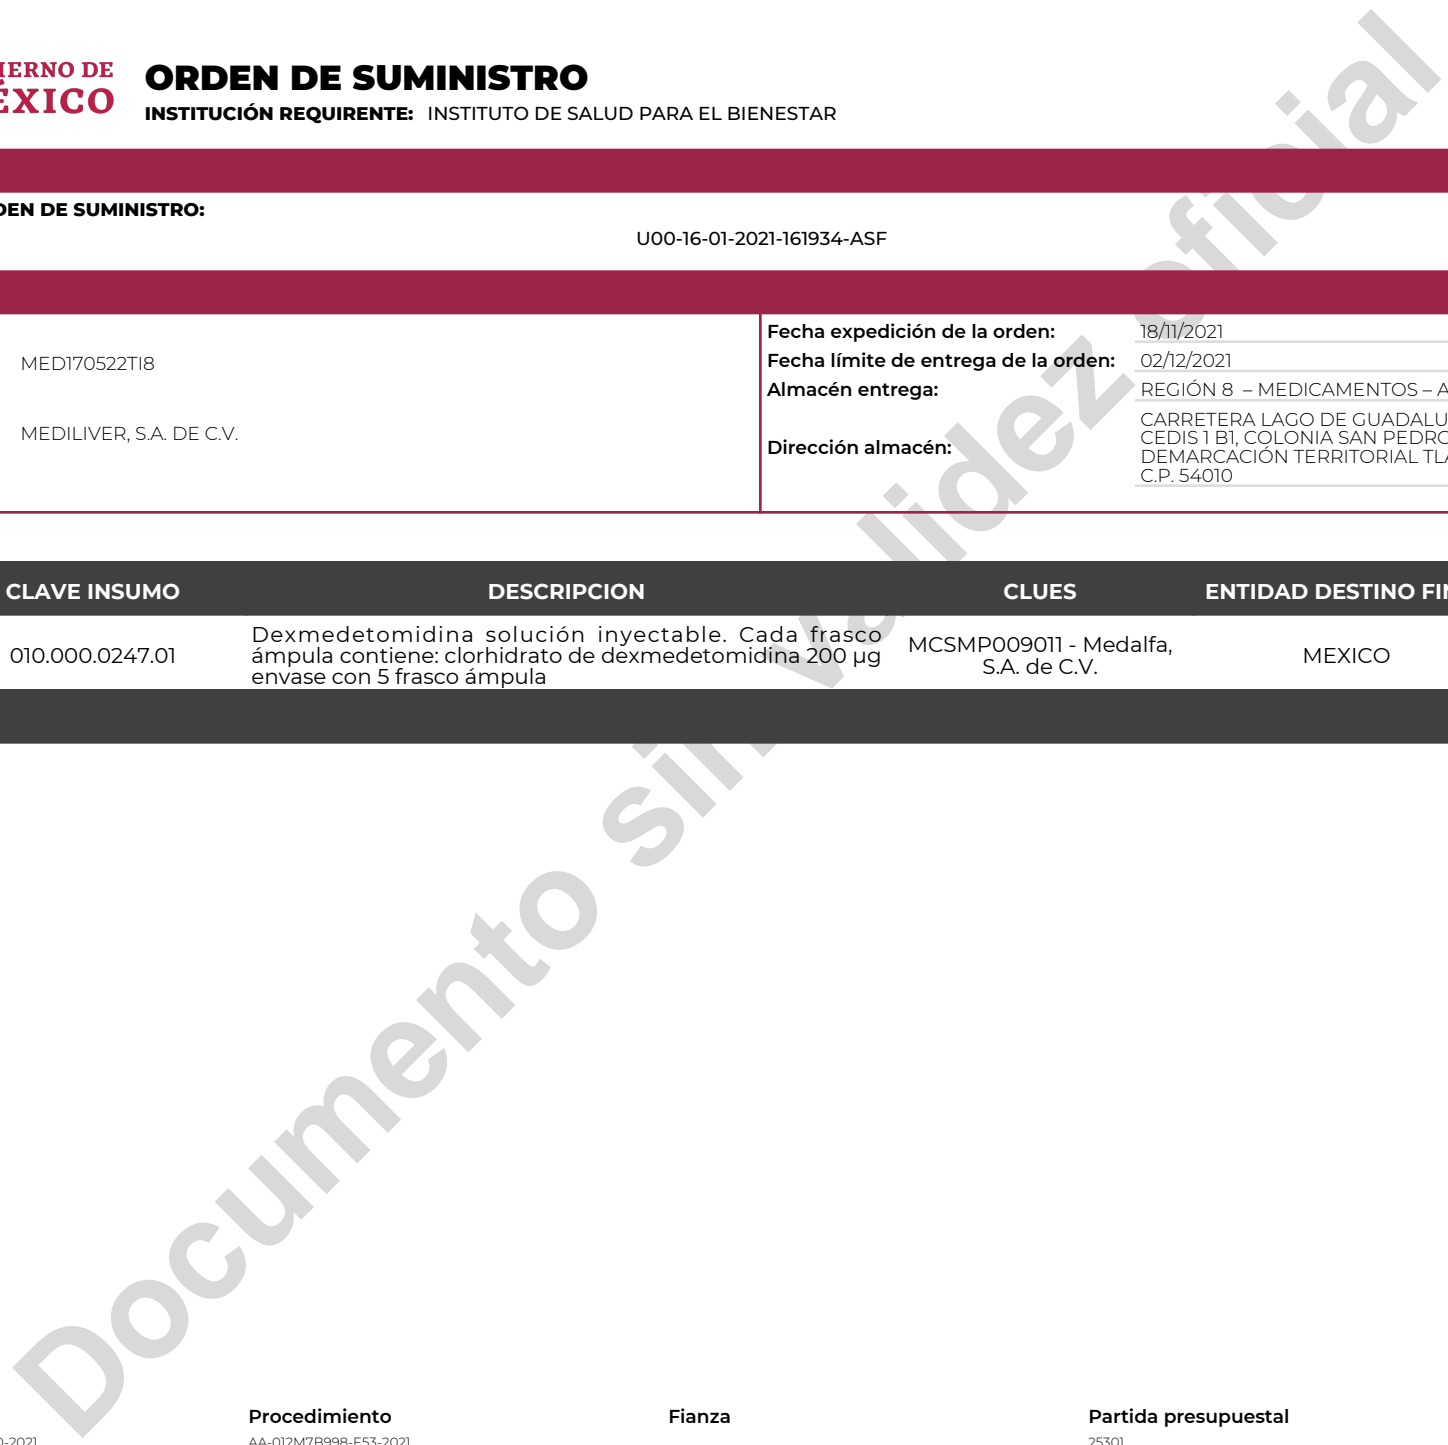 IERNO DE
ÉXICO
ORDEN DE SUMINISTRO
INSTITUCIÓN REQUIRENTE: INSTITUTO DE SALUD PARA EL BIENESTAR
DEN DE SUMINISTRO:
U00-16-01-2021-161934-ASF
MED170522TI8
MEDILIVER, S.A. DE C.V.
Fecha expedición de la orden: 18/11/2021
Fecha límite de entrega de la orden: 02/12/2021
Almacén entrega: REGIÓN 8 – MEDICAMENTOS – A
Dirección almacén: CARRETERA LAGO DE GUADALU
CEDIS 1 B1, COLONIA SAN PEDRO
DEMARCACIÓN TERRITORIAL TLA
C.P. 54010
CLAVE INSUMO DESCRIPCION CLUES ENTIDAD DESTINO FIN
010.000.0247.01
Dexmedetomidina solución inyectable. Cada frasco
ámpula contiene: clorhidrato de dexmedetomidina 200 µg
envase con 5 frasco ámpula
MCSMP009011 - Medalfa,
S.A. de C.V.
MEXICO
Documento sin validez oficial
Procedimiento Fianza Partida presupuestal
0-2021 AA-012M7B998-E53-2021 25301